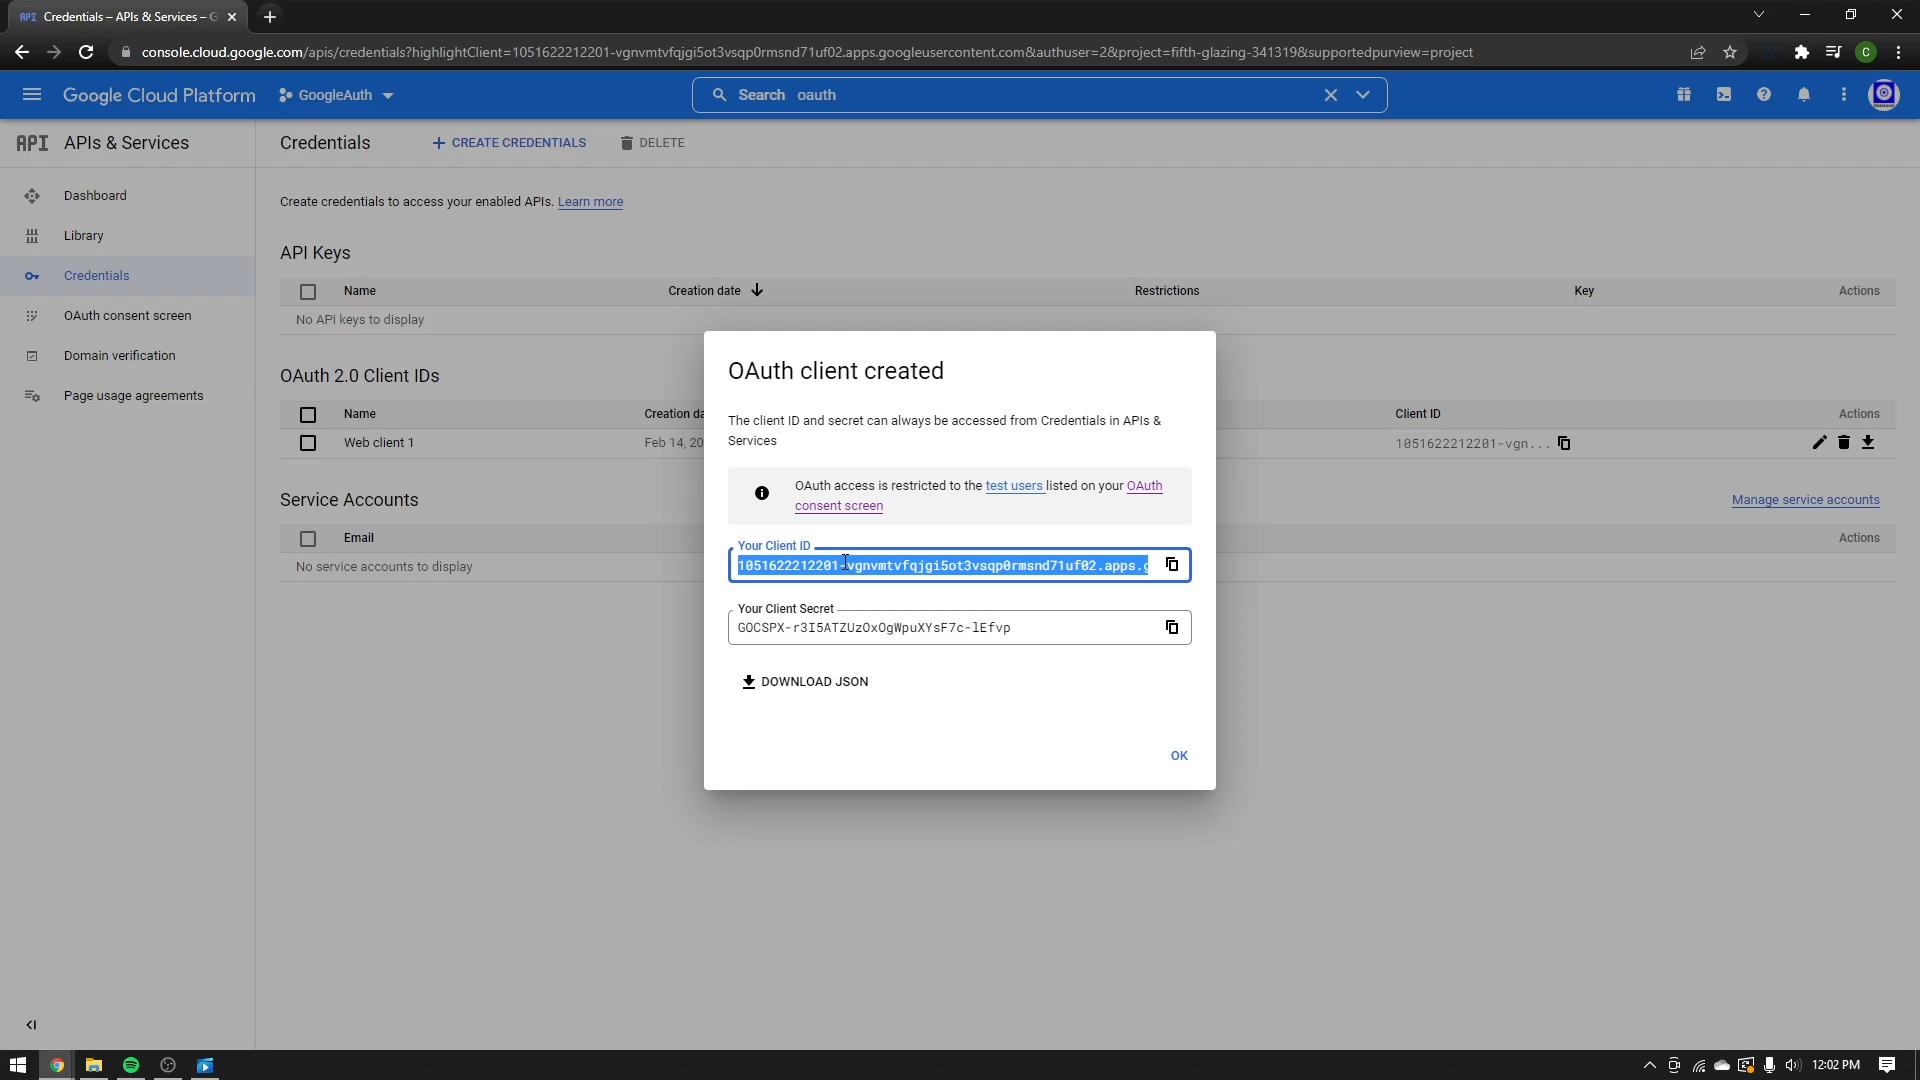 API Credentials – APIs & Services – G
console.cloud.google.com/apis/credentials?highlightClient=1051622212201-vgnvmtvfqjgi5ot3vsqp0rmsnd71uf02.apps.googleusercontent.com&authuser=2&project=fifth-glazing-341319&supportedpurview=project
C
Google Cloud Platform
GoogleAuth
Search oauth
API APIs & Services
Credentials
CREATE CREDENTIALS
DELETE
Dashboard
Library
Credentials
OAuth consent screen
Domain verification
Page usage agreements
Create credentials to access your enabled APIs. Learn more
API Keys
Name Creation date Restrictions Key Actions
No API keys to display
OAuth 2.0 Client IDs
Name Creation da Client ID Actions
Web client 1 Feb 14, 20 1051622212201-vgn...
Service Accounts
Manage service accounts
Email Actions
No service accounts to display
OAuth client created
The client ID and secret can always be accessed from Credentials in APIs &
Services
OAuth access is restricted to the test users listed on your OAuth
consent screen
Your Client ID
1051622212201-vgnvmtvfqjgi5ot3vsqp0rmsnd71uf02.apps.g
Your Client Secret
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
DOWNLOAD JSON
OK
12:02 PM